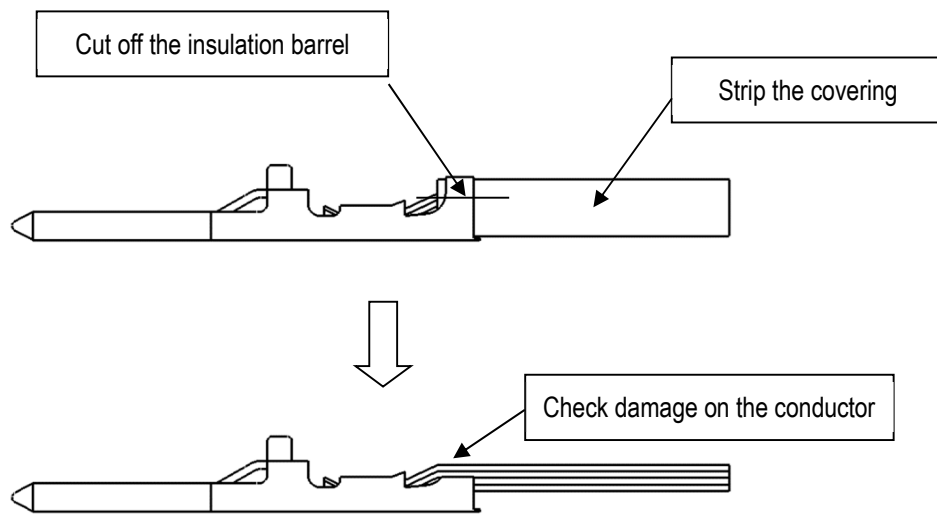 Cut off the insulation barrel
Strip the covering
Check damage on the conductor